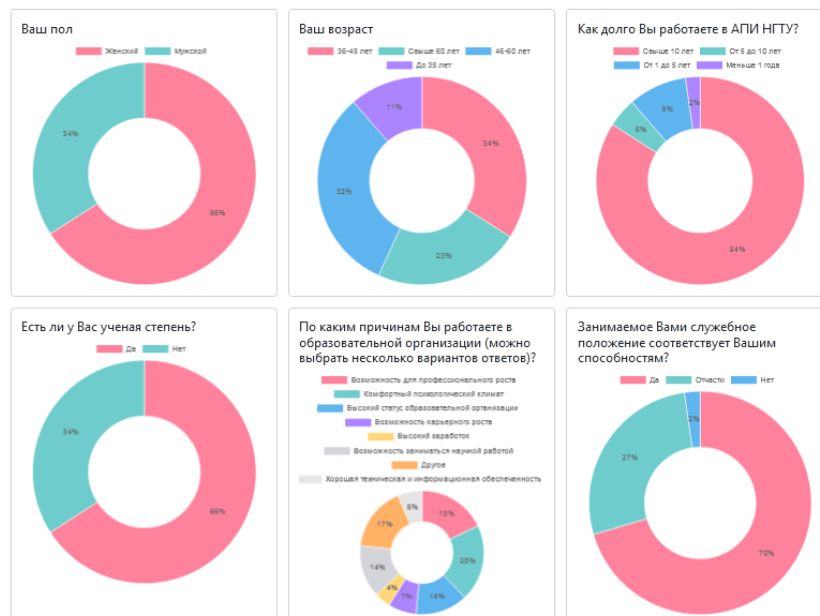 Ваш пол
Женский Мужской
34%
66%
Ваш возраст
36-45 лет Свыше 60 лет 46-60 лет
До 35 лет
11%
34%
32%
23%
Как долго Вы работаете в АПИ НГТУ?
Свыше 10 лет От 5 до 10 лет
От 1 до 5 лет Меньше 1 года
2%
9%
5%
84%
Есть ли у Вас ученая степень?
Да Нет
34%
66%
По каким причинам Вы работаете в
образовательной организации (можно
выбрать несколько вариантов ответов)?
Возможность для профессионального роста
Комфортный психологический климат
Высокий статус образовательной организации
Возможность карьерного роста
Высокий заработок
Возможность заниматься научной работой
Другое
Хорошая техническая и информационная обеспеченность
6%
17%
14%
4%
7%
14%
20%
Занимаемое Вами служебное
положение соответствует Вашим
способностям?
Да Отчасти Нет
2%
27%
70%